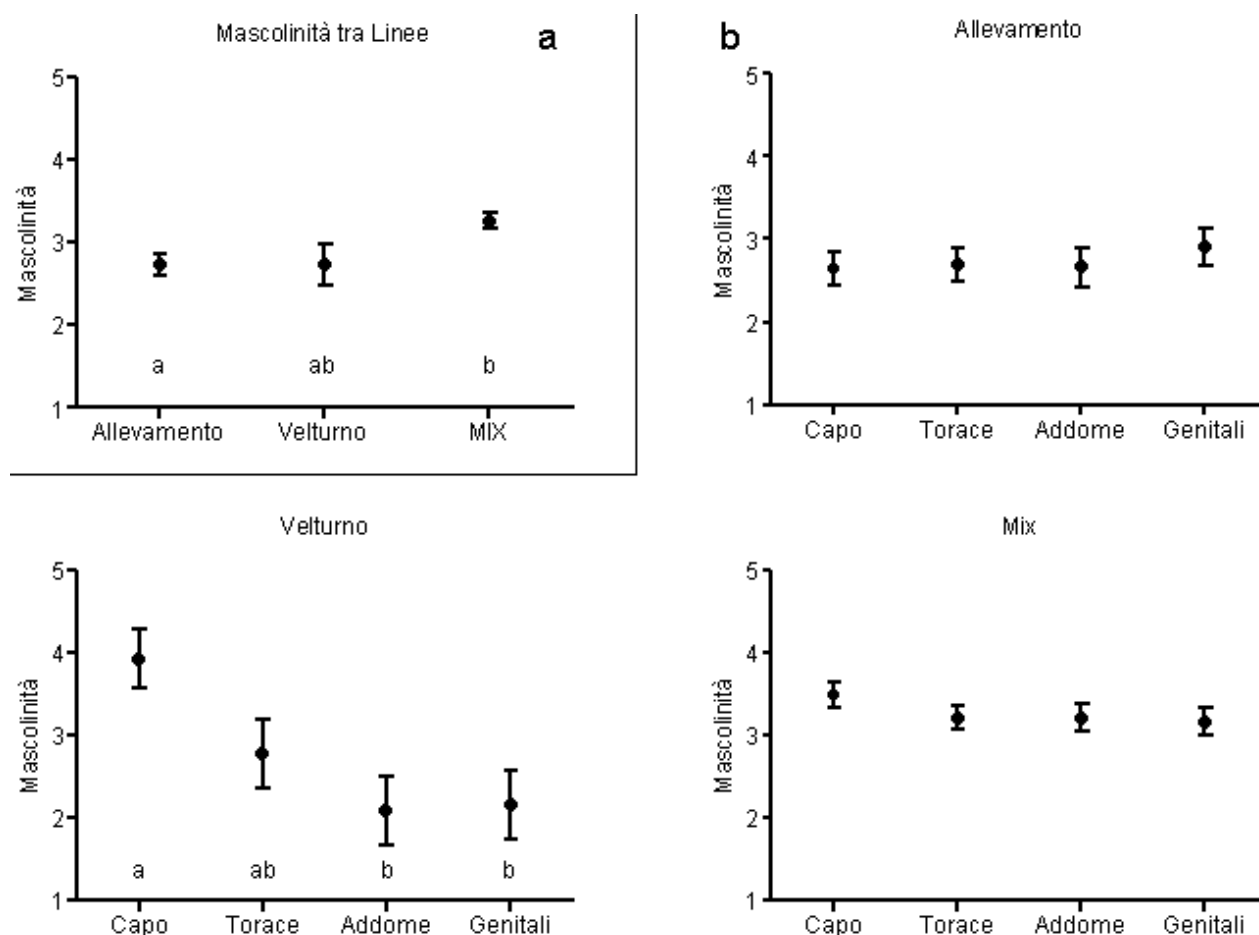 Mascolinità tra Linee
a
Mascolinità
5
4
3
2
1
a ab b
Allevamento Velturno MIX
b
Allevamento
Mascolinità
5
4
3
2
1
Capo Torace Addome Genitali
Velturno
Mascolinità
5
4
3
2
1
a ab b b
Capo Torace Addome Genitali
Mix
Mascolinità
5
4
3
2
1
Capo Torace Addome Genitali